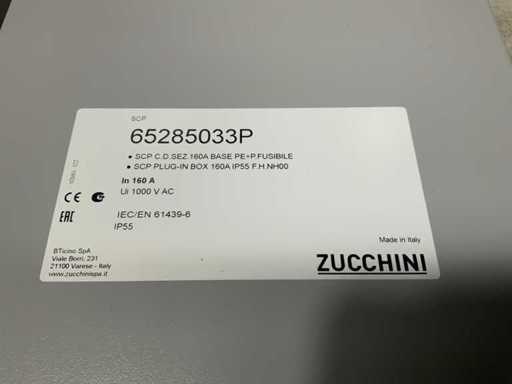 SCP
65285033P
• SCP C.D.SEZ.160A BASE PE+P.FUSIBILE
• SCP PLUG-IN BOX 160A IP55 F.H.NH00
In 160 A
Ui 1000 V AC
CE
EAC
IEC/EN 61439-6
IP55
Made in Italy
BTicino SpA
Viale Borri, 231
21100 Varese - Italy
www.zucchinispa.it
ZUCCHINI